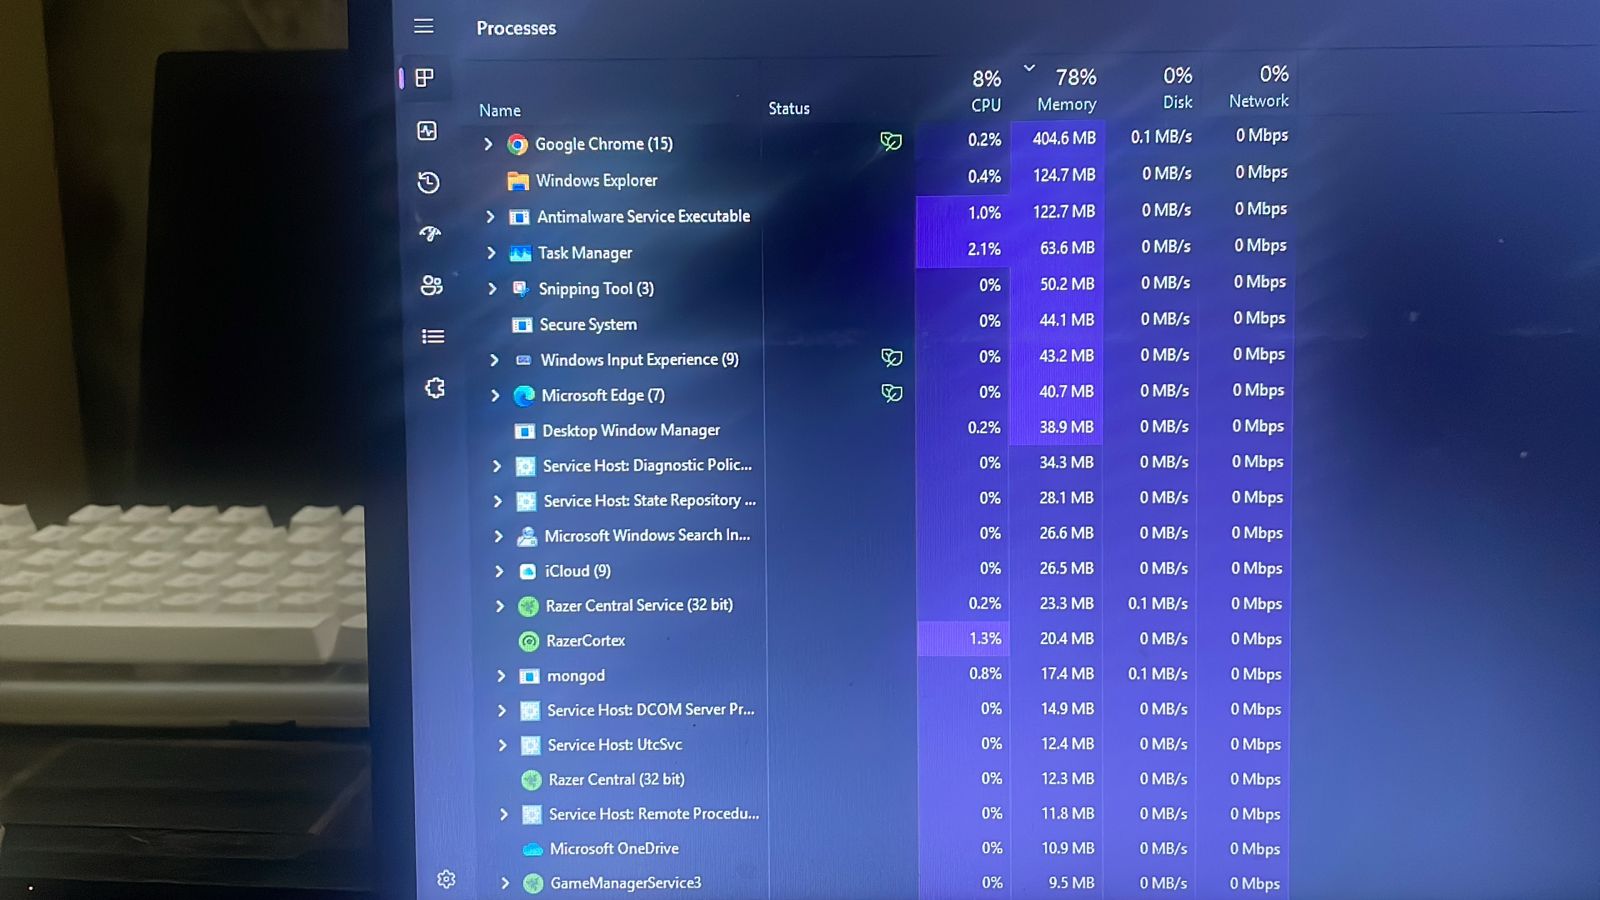 Processes
8% 78% 0% 0%
Name Status CPU Memory Disk Network
Google Chrome (15) 0.2% 404.6 MB 0.1 MB/s 0 Mbps
Windows Explorer 0.4% 124.7 MB 0 MB/s 0 Mbps
Antimalware Service Executable 1.0% 122.7 MB 0 MB/s 0 Mbps
Task Manager 2.1% 63.6 MB 0 MB/s 0 Mbps
Snipping Tool (3) 0% 50.2 MB 0 MB/s 0 Mbps
Secure System 0% 44.1 MB 0 MB/s 0 Mbps
Windows Input Experience (9) 0% 43.2 MB 0 MB/s 0 Mbps
Microsoft Edge (7) 0% 40.7 MB 0 MB/s 0 Mbps
Desktop Window Manager 0.2% 38.9 MB 0 MB/s 0 Mbps
Service Host: Diagnostic Polic... 0% 34.3 MB 0 MB/s 0 Mbps
Service Host: State Repository ... 0% 28.1 MB 0 MB/s 0 Mbps
Microsoft Windows Search In... 0% 26.6 MB 0 MB/s 0 Mbps
iCloud (9) 0% 26.5 MB 0 MB/s 0 Mbps
Razer Central Service (32 bit) 0.2% 23.3 MB 0.1 MB/s 0 Mbps
RazerCortex 1.3% 20.4 MB 0 MB/s 0 Mbps
mongod 0.8% 17.4 MB 0.1 MB/s 0 Mbps
Service Host: DCOM Server Pr... 0% 14.9 MB 0 MB/s 0 Mbps
Service Host: UtcSvc 0% 12.4 MB 0 MB/s 0 Mbps
Razer Central (32 bit) 0% 12.3 MB 0 MB/s 0 Mbps
Service Host: Remote Procedu... 0% 11.8 MB 0 MB/s 0 Mbps
Microsoft OneDrive 0% 10.9 MB 0 MB/s 0 Mbps
GameManagerService3 0% 9.5 MB 0 MB/s 0 Mbps